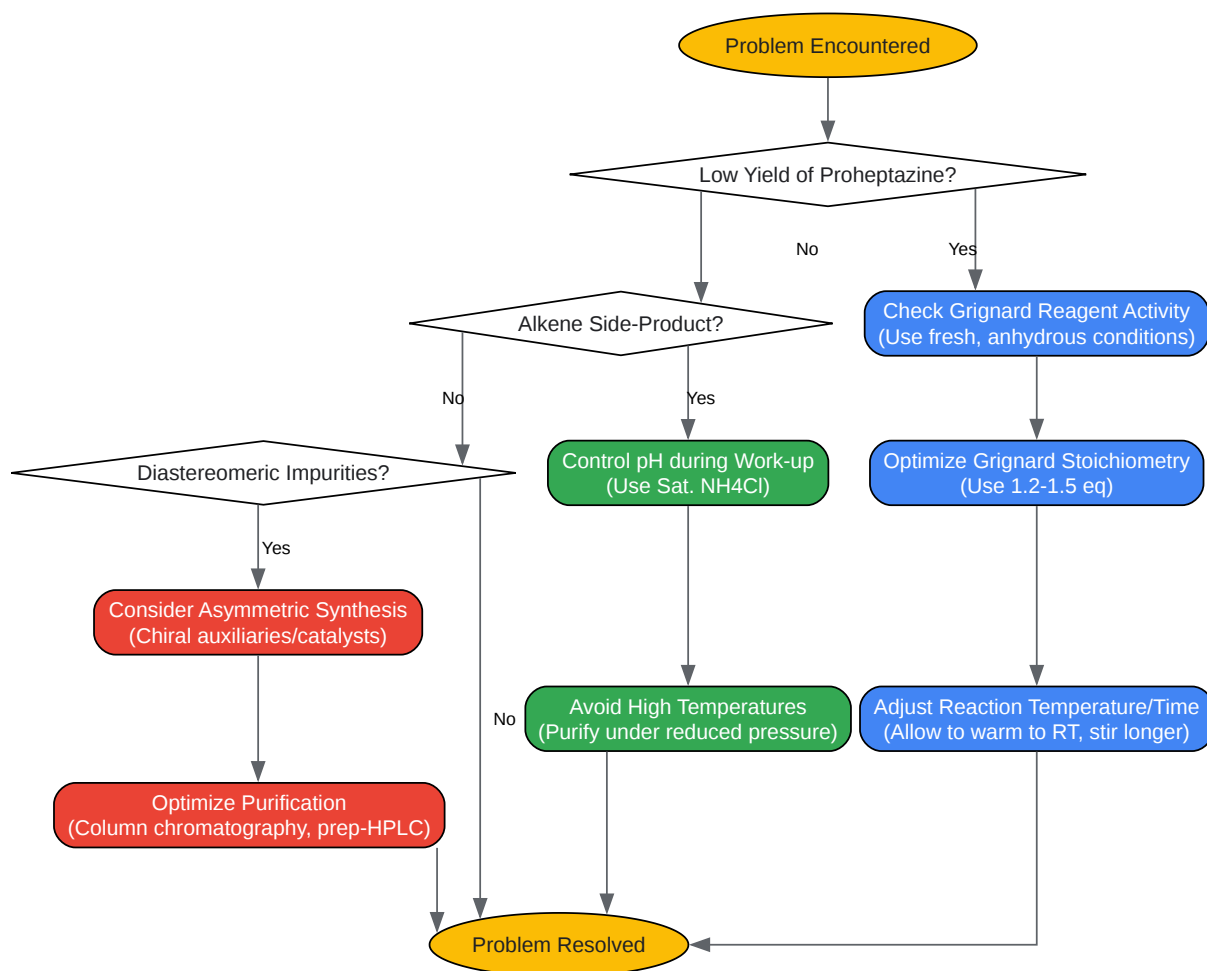 Problem Encountered
Low Yield of Proheptazine?
No
Yes
Alkene Side-Product?
Check Grignard Reagent Activity
(Use fresh, anhydrous conditions)
No
Yes
Diastereomeric Impurities?
Control pH during Work-up
(Use Sat. NH4Cl)
Optimize Grignard Stoichiometry
(Use 1.2-1.5 eq)
Yes
Consider Asymmetric Synthesis
(Chiral auxiliaries/catalysts)
No
Avoid High Temperatures
(Purify under reduced pressure)
Adjust Reaction Temperature/Time
(Allow to warm to RT, stir longer)
Optimize Purification
(Column chromatography, prep-HPLC)
Problem Resolved